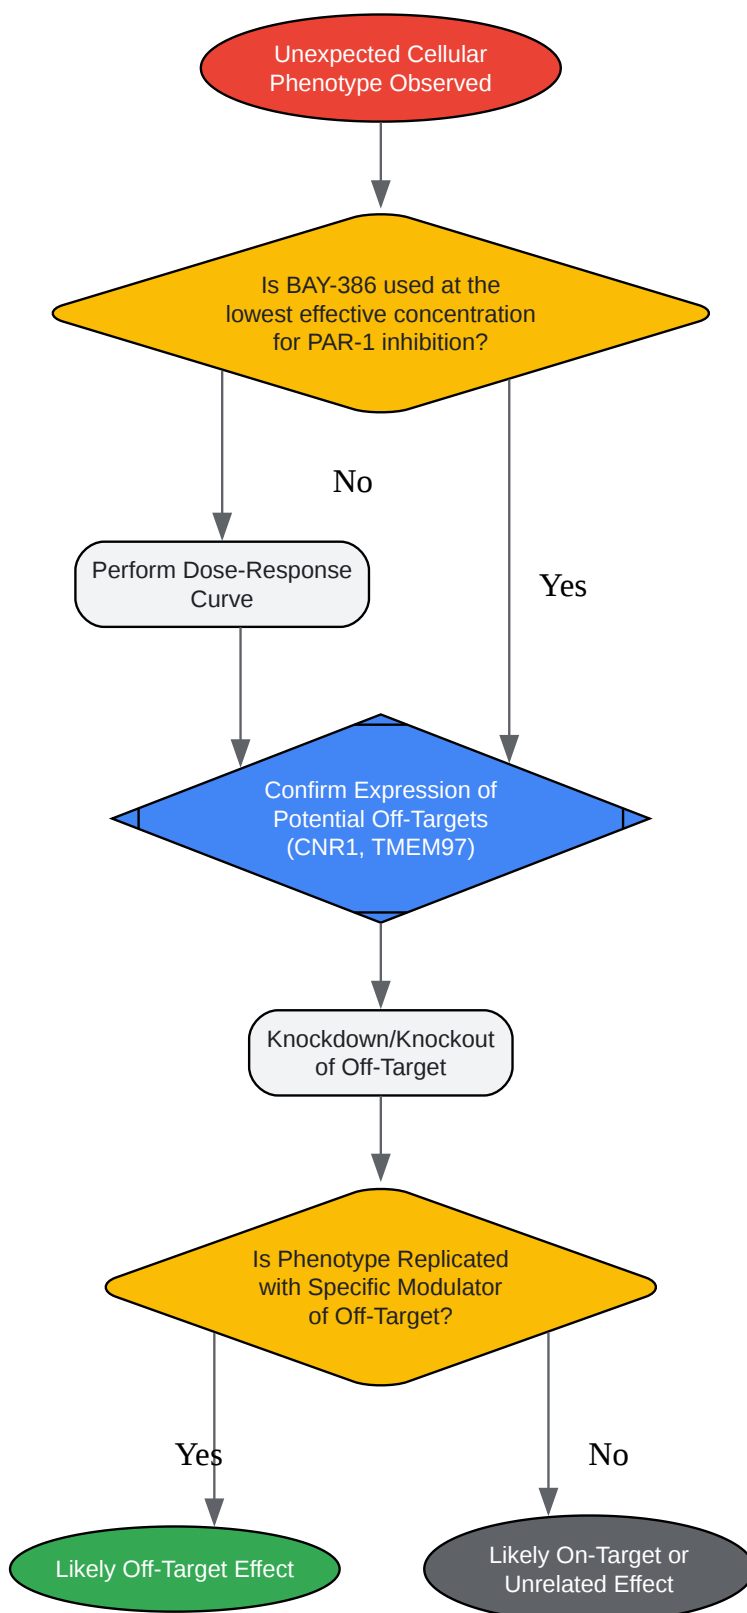 Unexpected Cellular
Phenotype Observed
Is BAY-386 used at the
lowest effective concentration
for PAR-1 inhibition?
No
Perform Dose-Response
Curve
Yes
Confirm Expression of
Potential Off-Targets
(CNR1, TMEM97)
Knockdown/Knockout
of Off-Target
Is Phenotype Replicated
with Specific Modulator
of Off-Target?
Yes
No
Likely Off-Target Effect
Likely On-Target or
Unrelated Effect